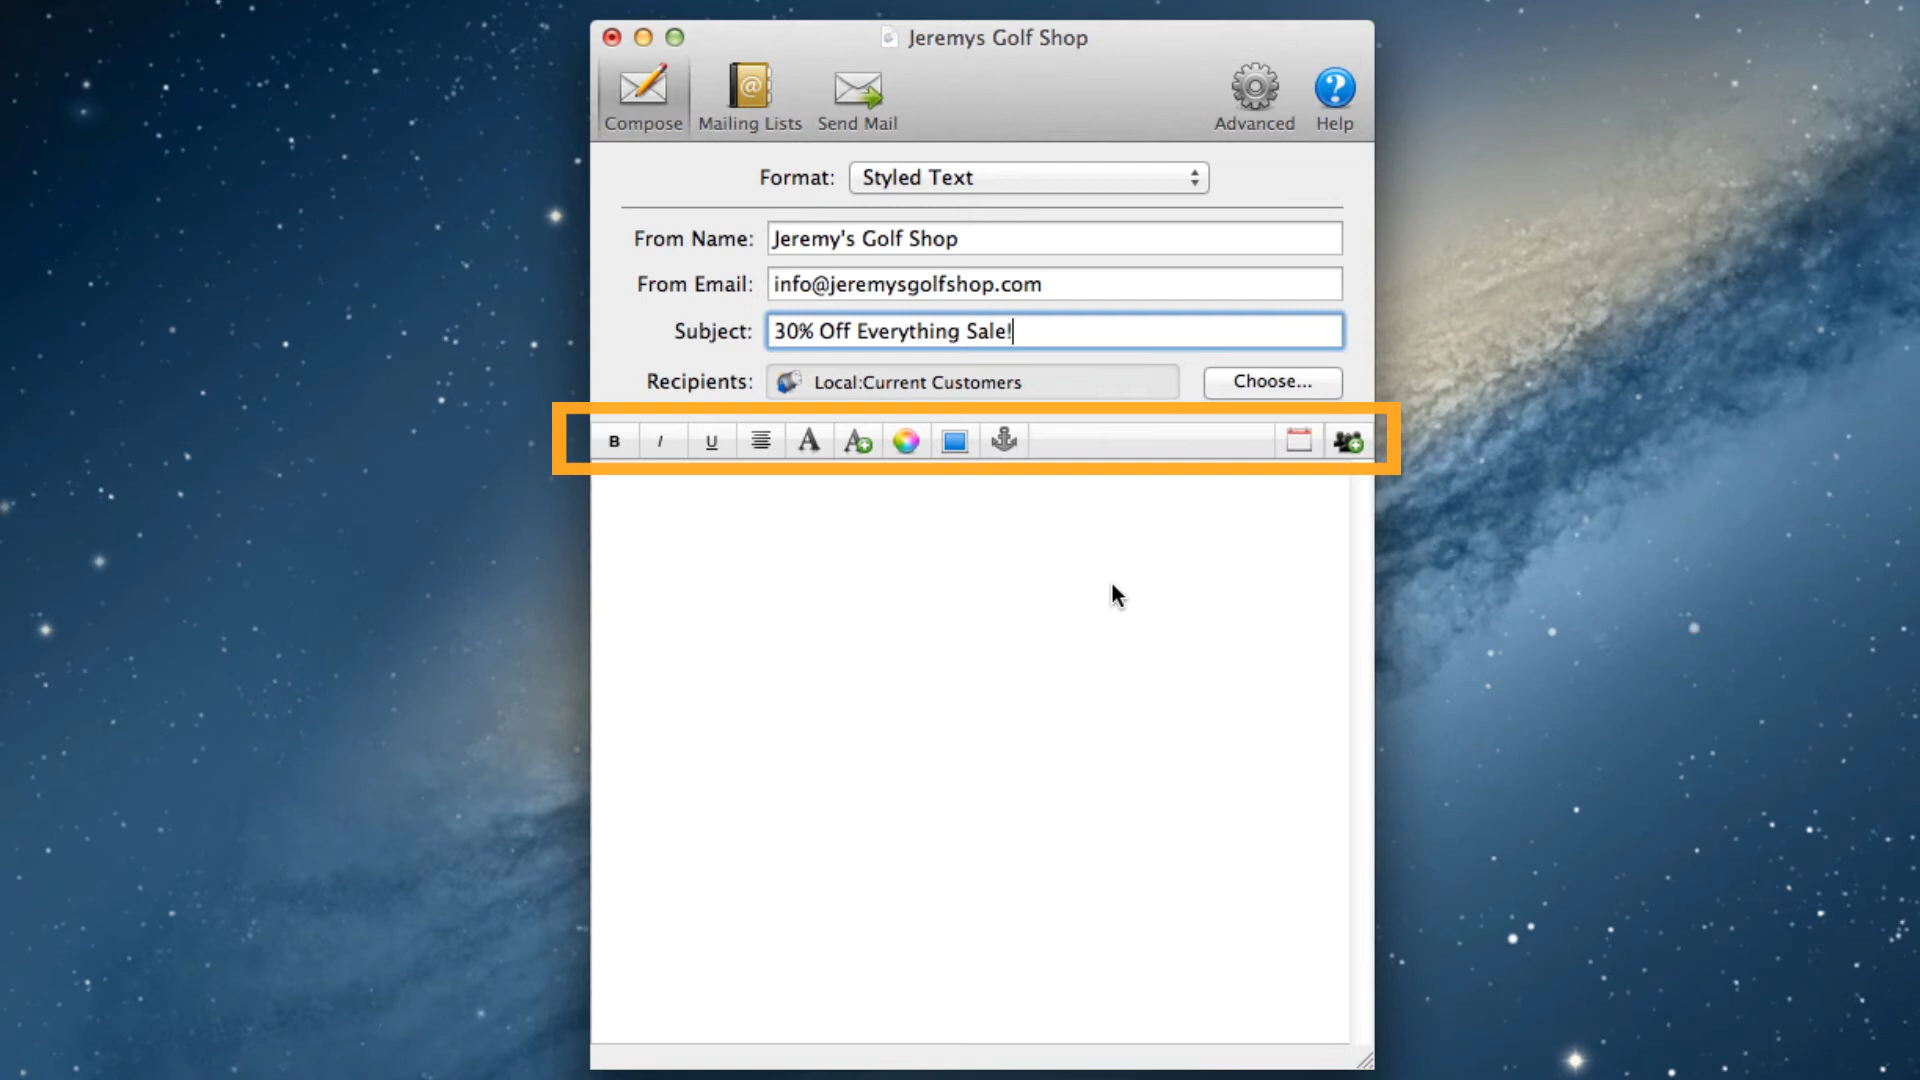 Jeremys Golf Shop
Compose Mailing Lists Send Mail Advanced Help
Format: Styled Text
From Name: Jeremy's Golf Shop
From Email: info@jeremysgolfshop.com
Subject: 30% Off Everything Sale!
Recipients: Local:Current Customers Choose...
B I U A A